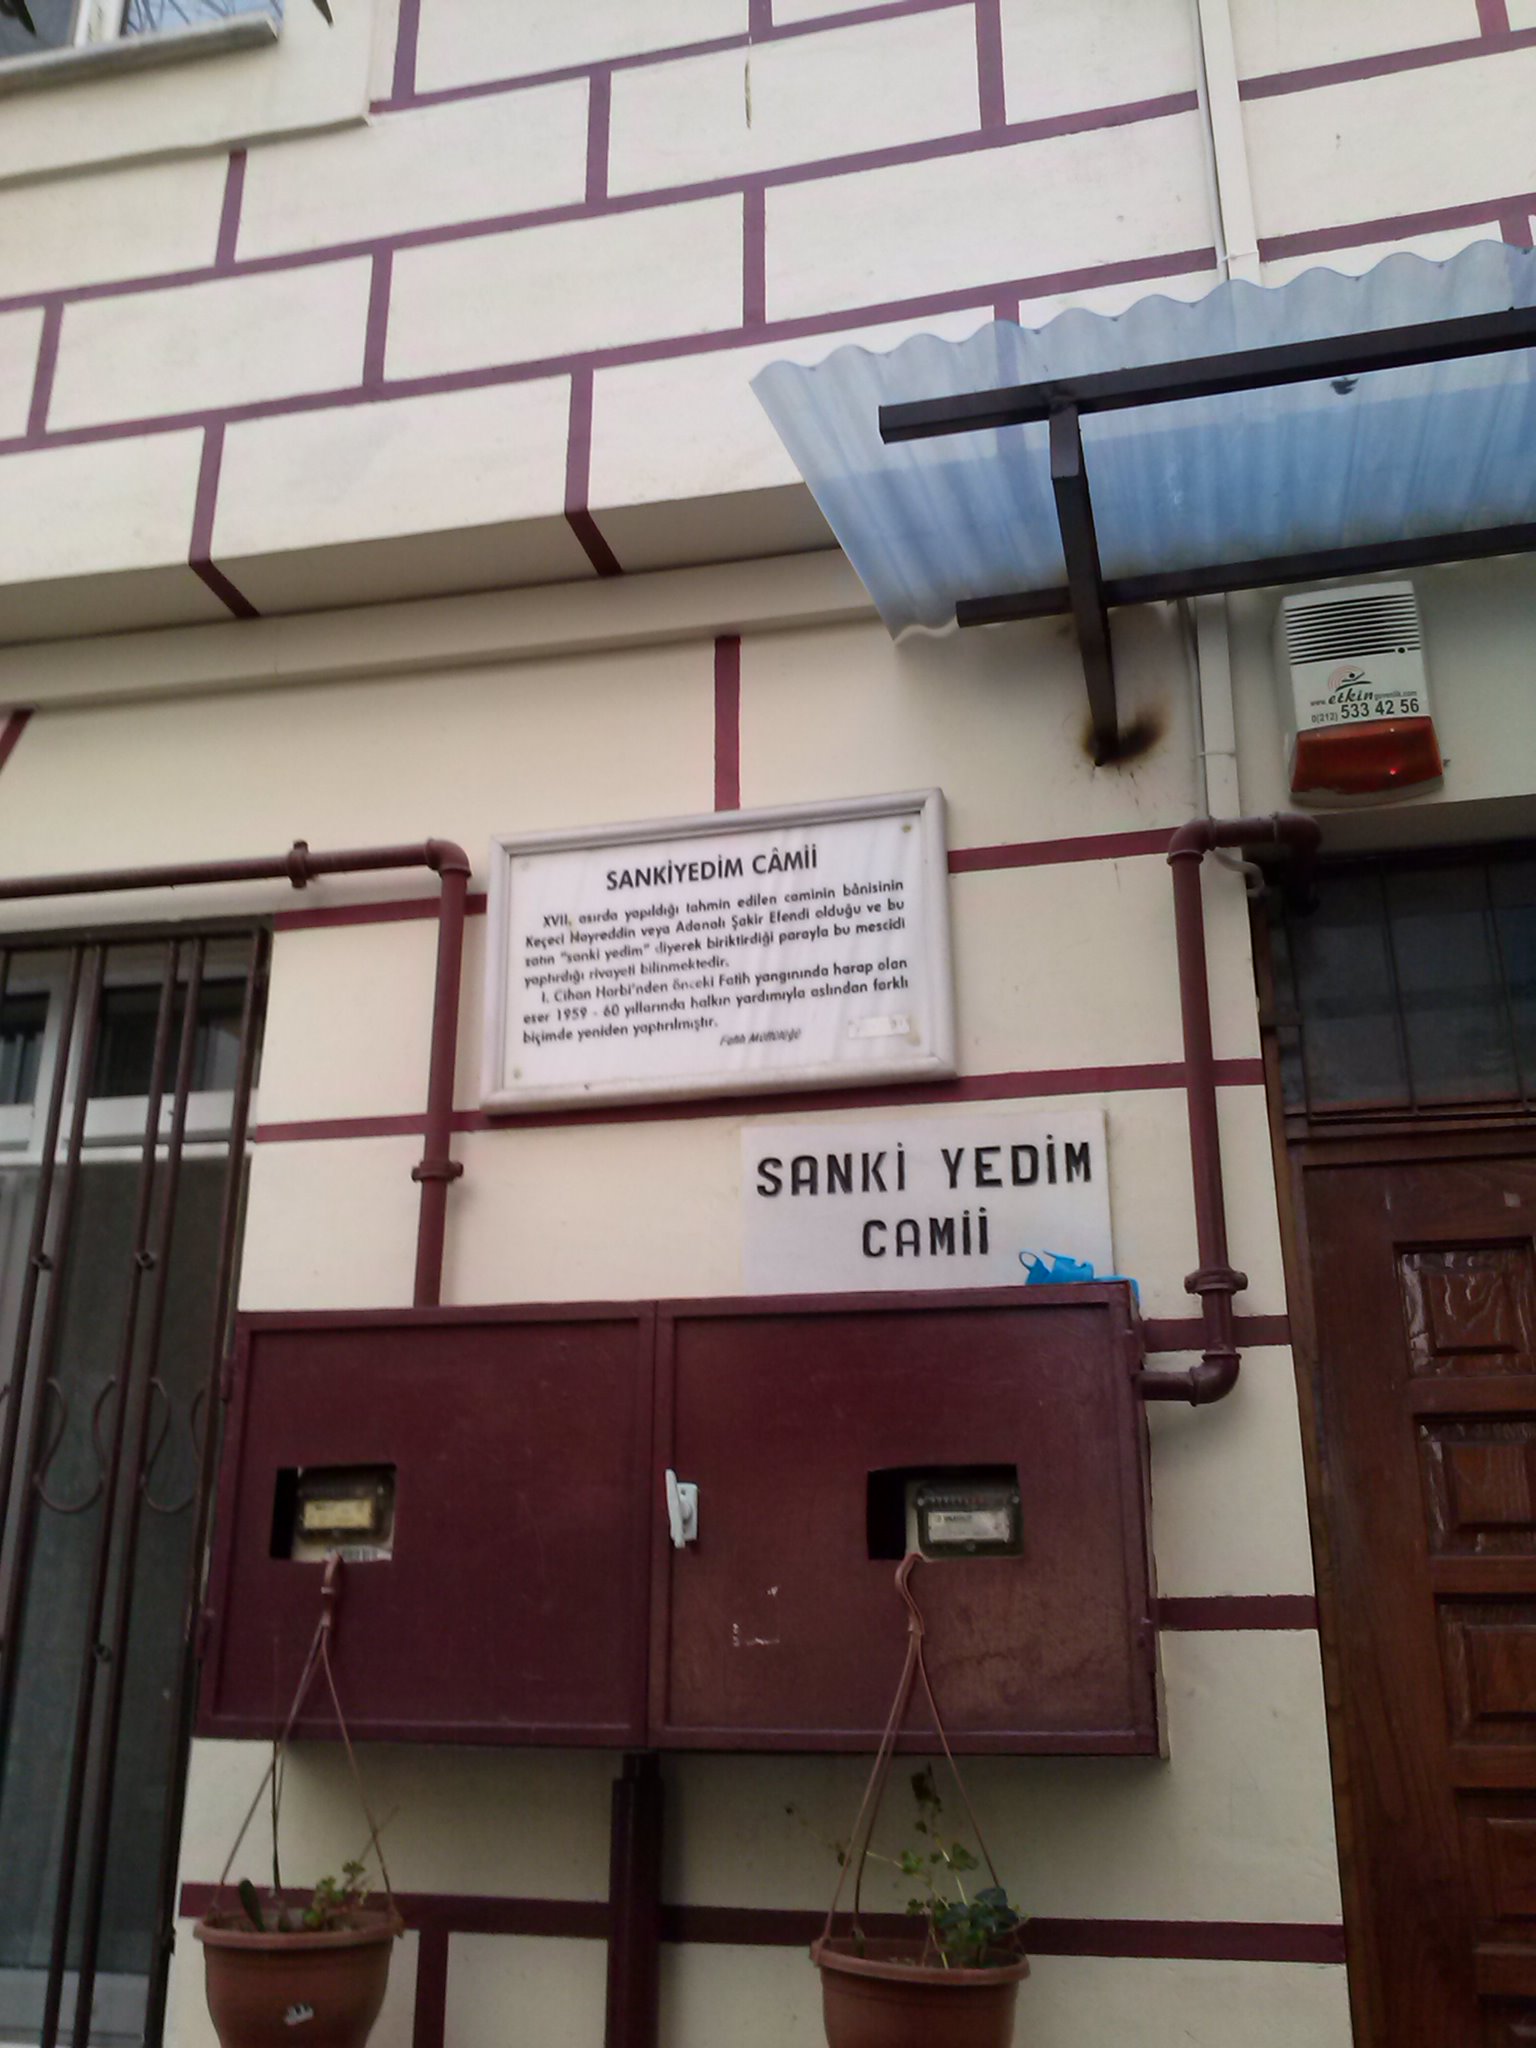 www.etkinguvenlik.com
0(212) 533 42 56
SANKİYEDİM CÂMİİ
XVII. asırda yapıldığı tahmin edilen caminin bânisinin
Keçeci Hayreddin veya Adanalı Şakir Efendi olduğu ve bu
zatın "sanki yedim" diyerek biriktirdiği parayla bu mescidi
yaptırdığı rivayeti bilinmektedir.
I. Cihan Harbi'nden önceki Fatih yangınında harap olan
eser 1959 - 60 yıllarında halkın yardımıyla aslından farklı
biçimde yeniden yaptırılmıştır.
Fatih Müftülüğü
SANKİ YEDİM
CAMİİ